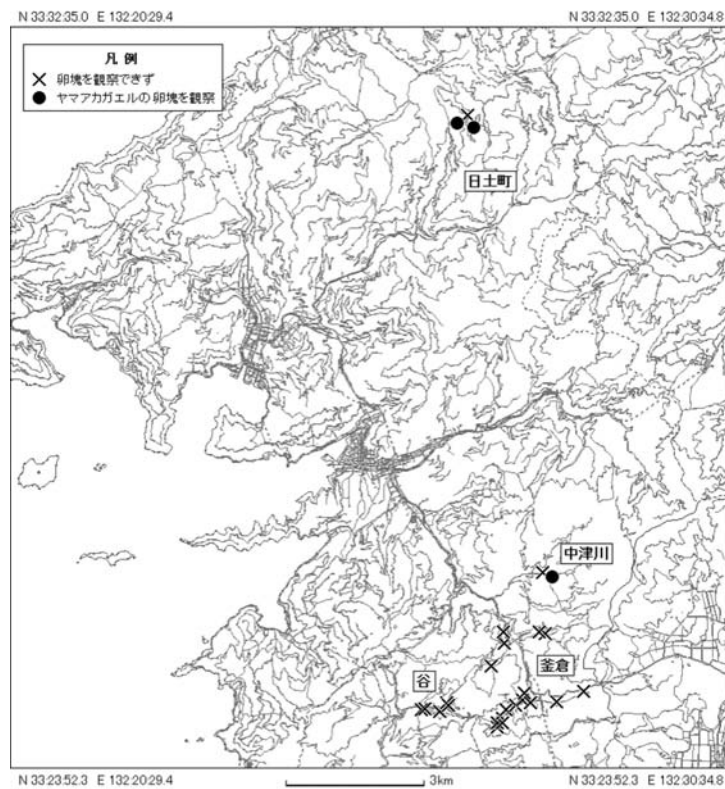 N 33:32:35.0 E 132:20:29.4
N 33:32:35.0 E 132:30:34.8
凡 例
卵塊を観察できず
ヤマアカガエルの卵塊を観察
日土町
中津川
釜倉
谷
N 33:23:52.3 E 132:20:29.4
3km
N 33:23:52.3 E 132:30:34.8